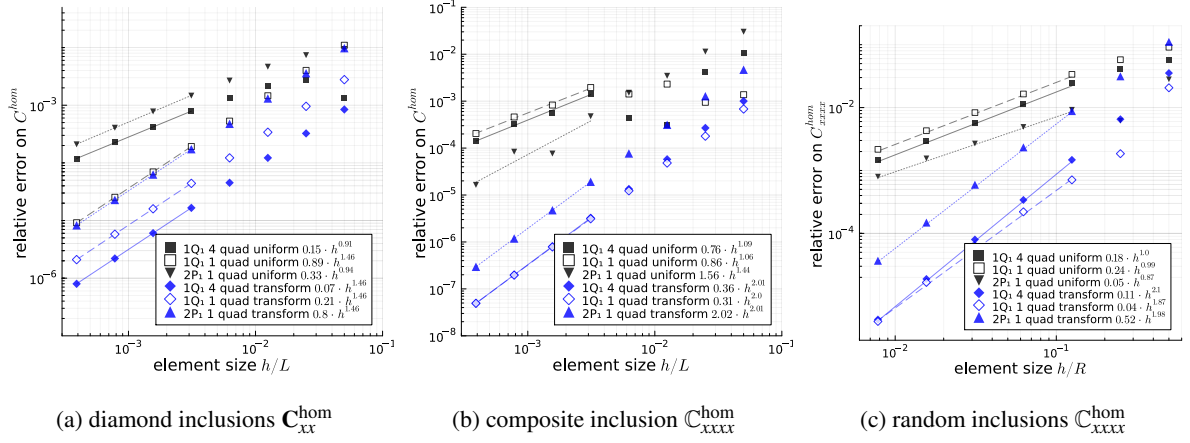 relative error on C^hom
10⁻³
10⁻⁶
10⁻³
10⁻²
10⁻¹
element size h/L
1Q₁ 4 quad uniform 0.15 · h^0.91
1Q₁ 1 quad uniform 0.89 · h^1.46
2P₁ 1 quad uniform 0.33 · h^0.94
1Q₁ 4 quad transform 0.07 · h^1.46
1Q₁ 1 quad transform 0.21 · h^1.46
2P₁ 1 quad transform 0.8 · h^1.46
(a) diamond inclusions C^hom_xx
relative error on C^hom
10⁰
10⁻¹
10⁻²
10⁻³
10⁻⁴
10⁻⁵
10⁻⁶
10⁻⁷
10⁻⁸
10⁻³
10⁻²
10⁻¹
element size h/L
1Q₁ 4 quad uniform 0.76 · h^1.09
1Q₁ 1 quad uniform 0.86 · h^1.06
2P₁ 1 quad uniform 1.56 · h^1.44
1Q₁ 4 quad transform 0.36 · h^2.01
1Q₁ 1 quad transform 0.31 · h^2.0
2P₁ 1 quad transform 2.02 · h^2.01
(b) composite inclusion ℂ^hom_xxxx
relative error on C^hom_xxxx
10⁻²
10⁻⁴
10⁻²
10⁻¹
element size h/R
1Q₁ 4 quad uniform 0.18 · h^1.0
1Q₁ 1 quad uniform 0.24 · h^0.99
2P₁ 1 quad uniform 0.05 · h^0.87
1Q₁ 4 quad transform 0.11 · h^2.1
1Q₁ 1 quad transform 0.04 · h^1.87
2P₁ 1 quad transform 0.52 · h^1.98
(c) random inclusions ℂ^hom_xxxx